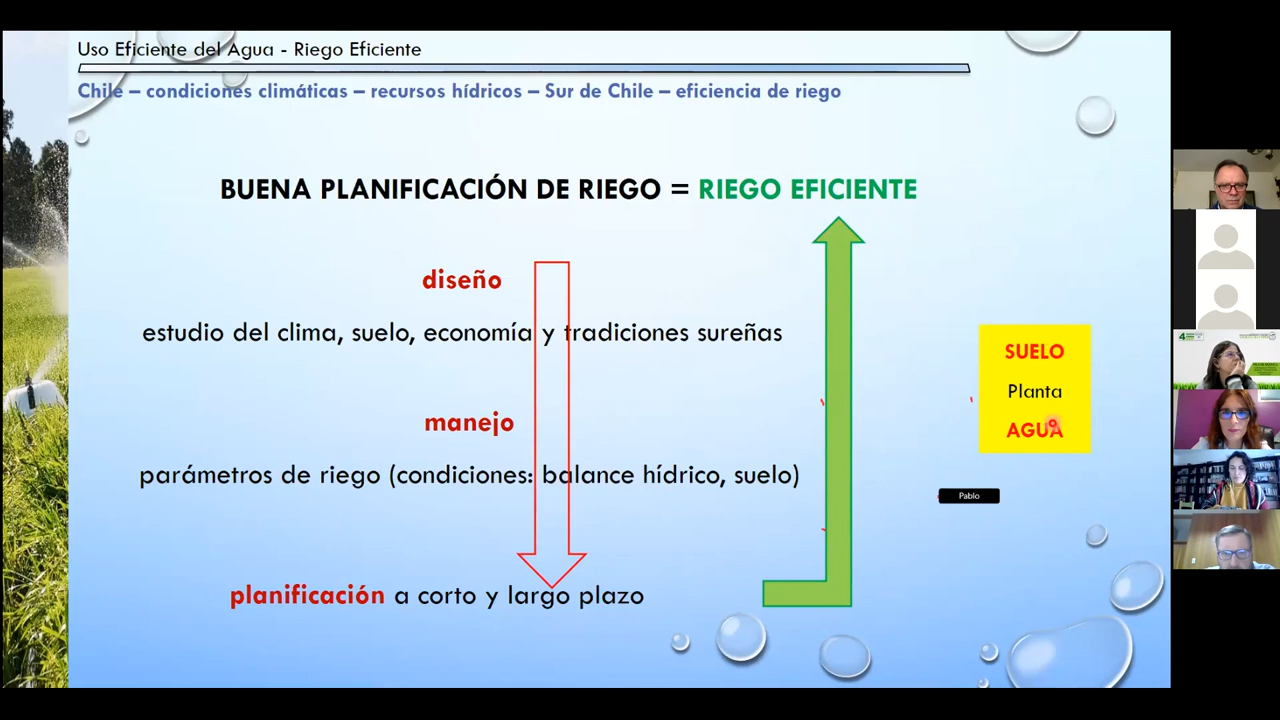 Uso Eficiente del Agua - Riego Eficiente
Chile – condiciones climáticas – recursos hídricos – Sur de Chile – eficiencia de riego
BUENA PLANIFICACIÓN DE RIEGO = RIEGO EFICIENTE
diseño
estudio del clima, suelo, economía y tradiciones sureñas
manejo
parámetros de riego (condiciones: balance hídrico, suelo)
planificación a corto y largo plazo
SUELO
Planta
AGUA
Pablo